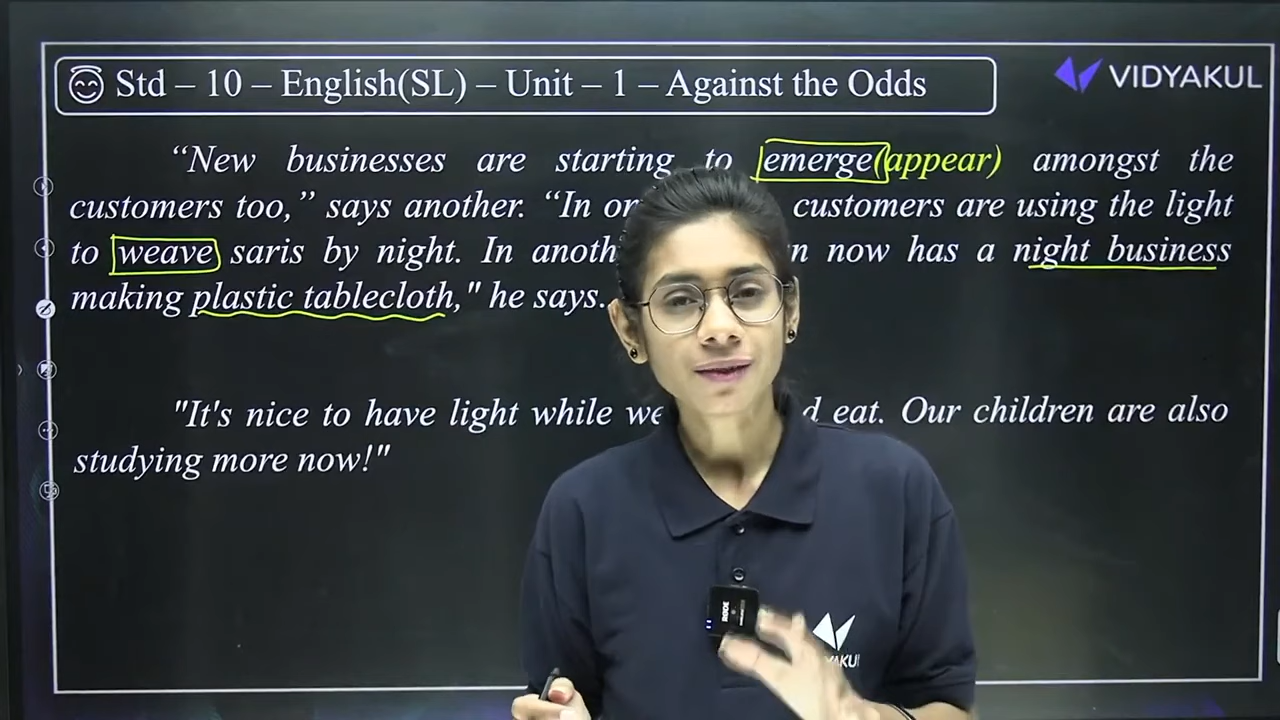 Std – 10 – English(SL) – Unit – 1 – Against the Odds
VIDYAKUL
“New businesses are starting to emerge(appear) amongst the
customers too,” says another. “In customers are using the light
to weave saris by night. In now has a night business
making plastic tablecloth," he says.
"It's nice to have light while eat. Our children are also
studying more now!"
RODE